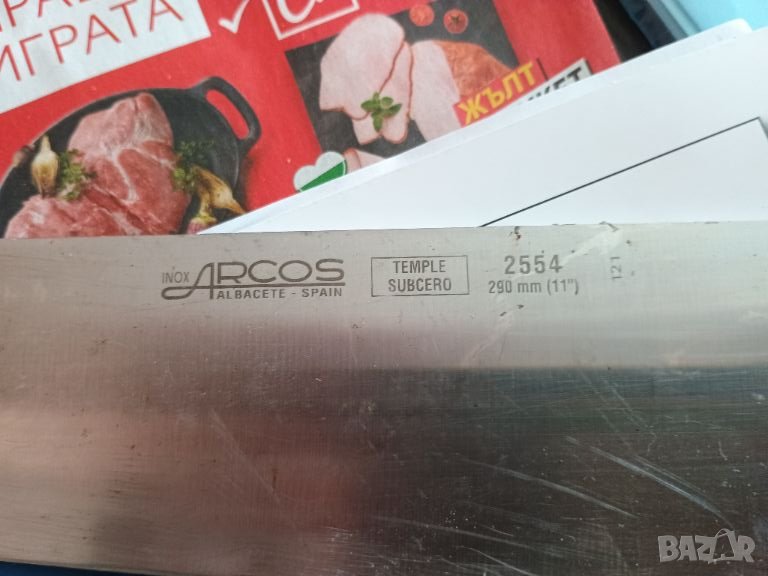 ИГРАТА
ЖЪЛТ
INOX ARCOS
ALBACETE - SPAIN
TEMPLE
SUBCERO
2554
290 mm (11")
121
BAZAR